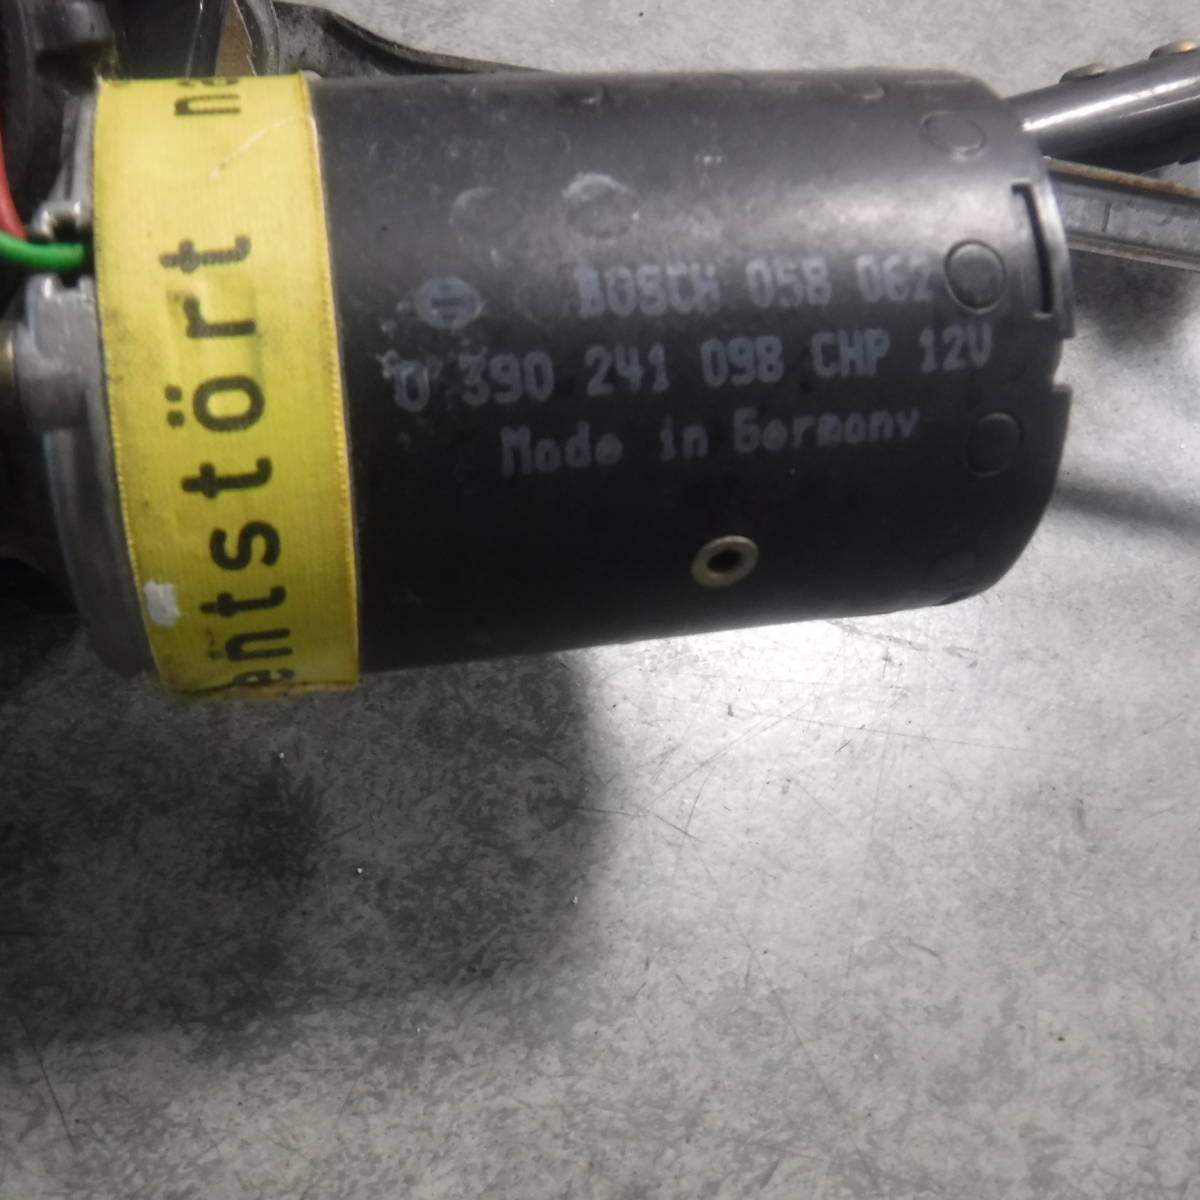 BOSCH 058 062
0 390 241 098 CHP 12V
Made in Germany
entstört